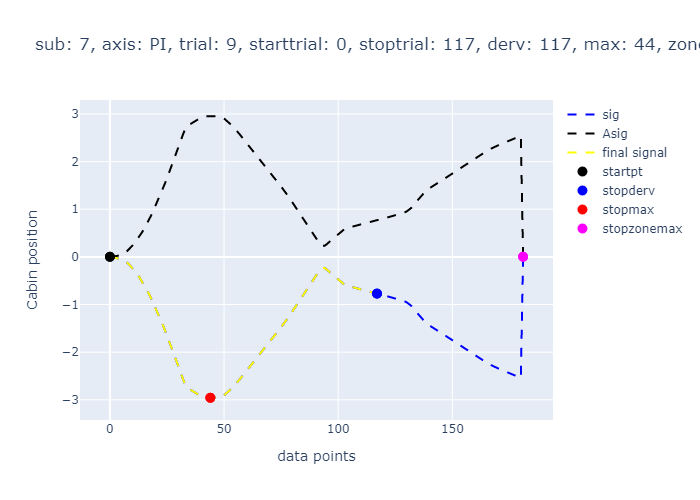 sub: 7, axis: PI, trial: 9, starttrial: 0, stoptrial: 117, derv: 117, max: 44, zon
Cabin position
3
2
1
0
−1
−2
−3
0
50
100
150
data points
sig
Asig
final signal
startpt
stopderv
stopmax
stopzonemax